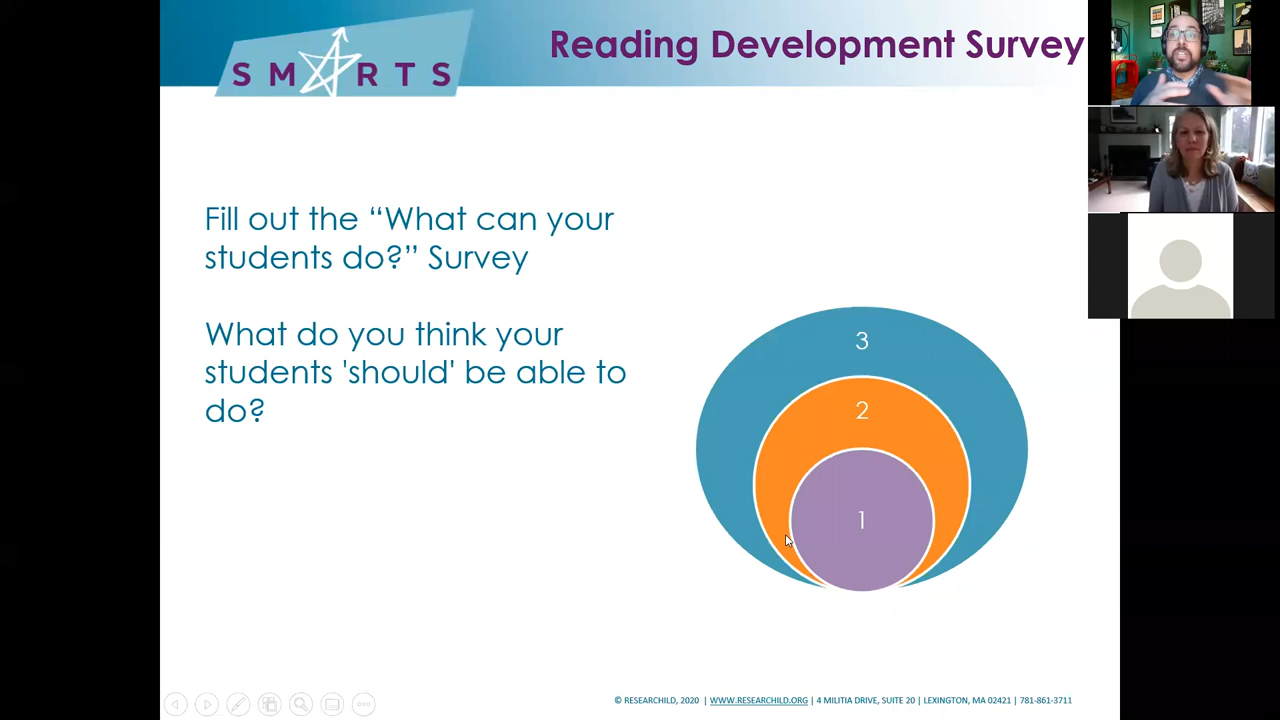 SMARTS
Reading Development Survey
Fill out the “What can your
students do?” Survey
What do you think your
students 'should' be able to
do?
3
2
1
© RESEARCHILD, 2020 | WWW.RESEARCHILD.ORG | 4 MILITIA DRIVE, SUITE 20 | LEXINGTON, MA 02421 | 781-861-3711